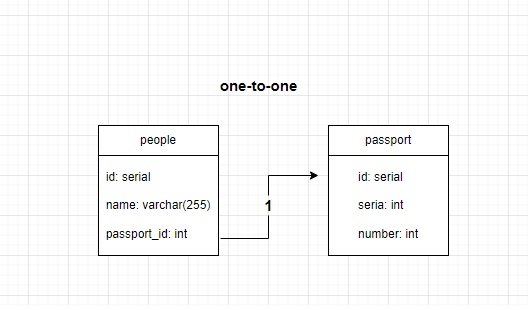 one-to-one
people
id: serial
name: varchar(255)
passport_id: int
1
passport
id: serial
seria: int
number: int